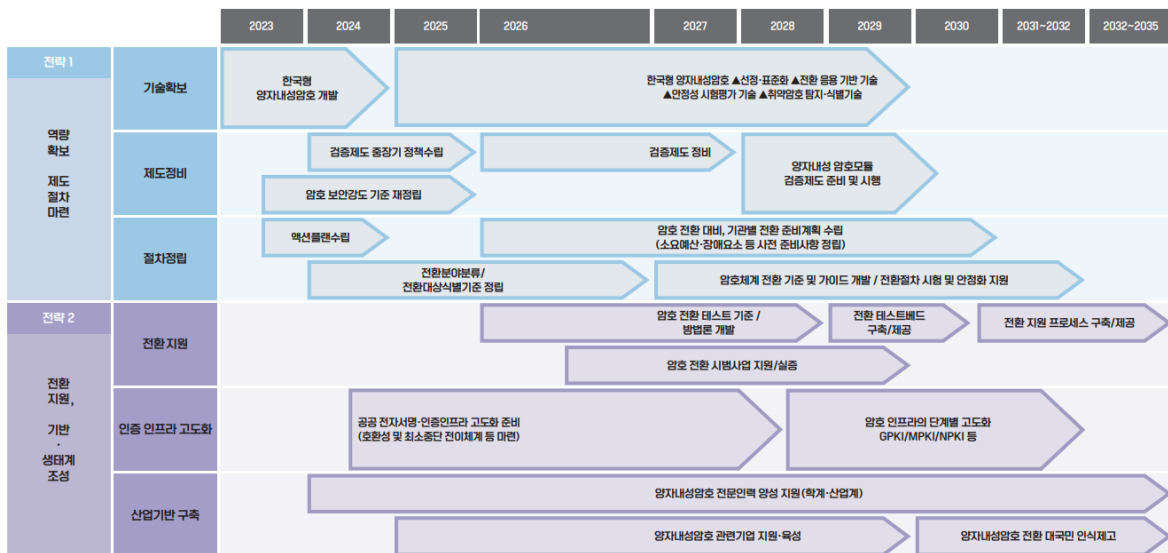 2023 2024 2025 2026 2027 2028 2029 2030 2031~2032 2032~2035
전략 1
역량
확보
제도
절차
마련
기술확보
한국형
양자내성암호 개발
한국형 양자내성암호 ▲선정·표준화 ▲전환 응용 기반 기술
▲안정성 시험평가 기술 ▲취약암호 탐지·식별기술
제도정비
검증제도 중장기 정책수립
검증제도 정비
양자내성 암호모듈
검증제도 준비 및 시행
암호 보안강도 기준 재정립
절차정립
액션플랜수립
암호 전환 대비, 기관별 전환 준비계획 수립
(소요예산·장애요소 등 사전 준비사항 정립)
전환분야분류/
전환대상식별기준 정립
암호체계 전환 기준 및 가이드 개발 / 전환절차 시험 및 안정화 지원
전략 2
전환
지원,
기반
·
생태계
조성
전환 지원
암호 전환 테스트 기준 /
방법론 개발
전환 테스트베드
구축/제공
전환 지원 프로세스 구축/제공
암호 전환 시범사업 지원/실증
인증 인프라 고도화
공공 전자서명·인증인프라 고도화 준비
(호환성 및 최소중단 전이체계 등 마련)
암호 인프라의 단계별 고도화
GPKI/MPKI/NPKI 등
산업기반 구축
양자내성암호 전문인력 양성 지원(학계·산업계)
양자내성암호 관련기업 지원·육성
양자내성암호 전환 대국민 인식제고